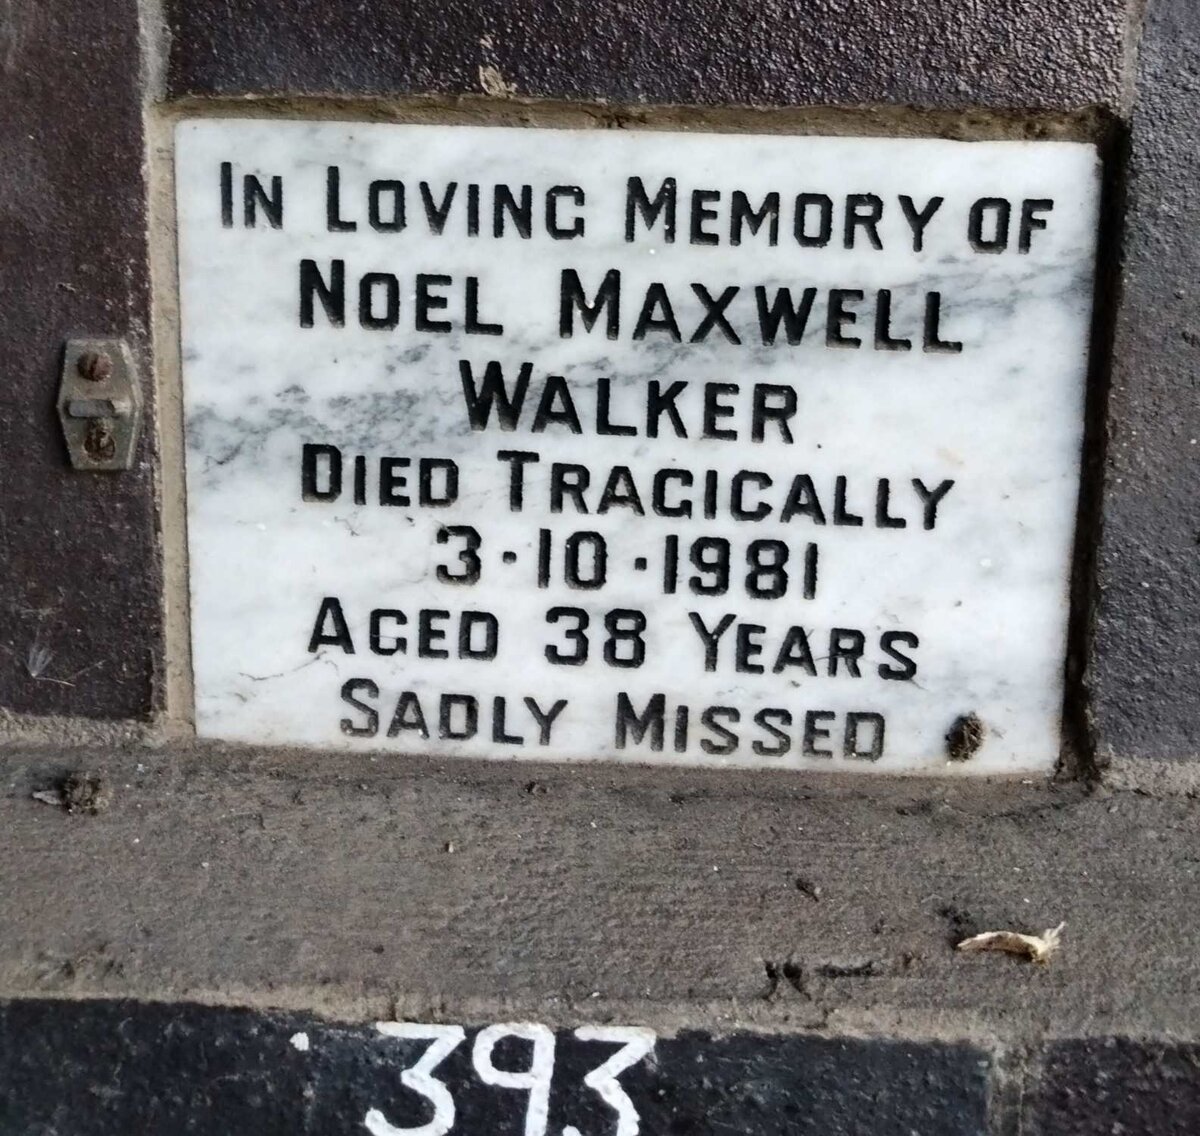 In Loving Memory of
Noel Maxwell
Walker
Died Tragically
3·10·1981
Aged 38 Years
Sadly Missed
393